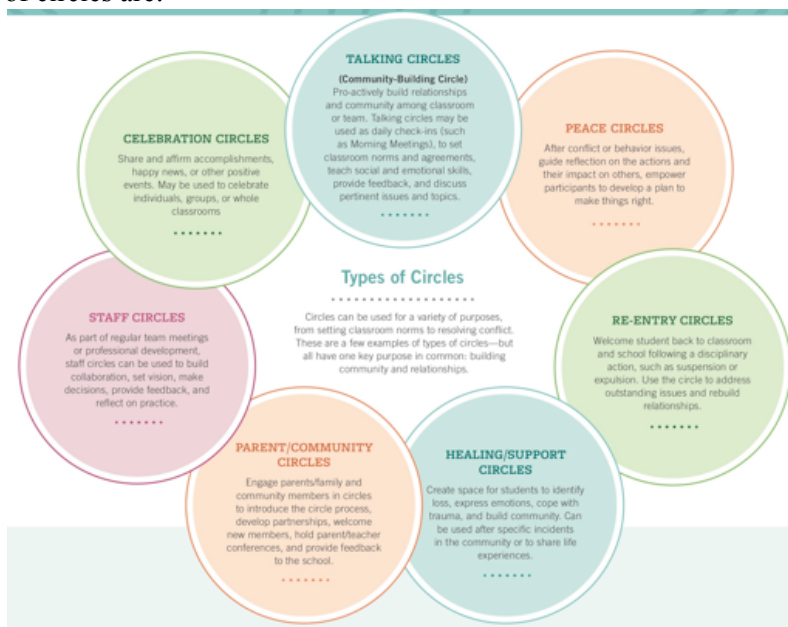 of circles are:
TALKING CIRCLES
(Community-Building Circle)
Pro-actively build relationships
and community among classroom
or team. Talking circles may be
used as daily check-ins (such
as Morning Meetings), to set
classroom norms and agreements,
teach social and emotional skills,
provide feedback, and discuss
pertinent issues and topics.
CELEBRATION CIRCLES
Share and affirm accomplishments,
happy news, or other positive
events. May be used to celebrate
individuals, groups, or whole
classrooms
PEACE CIRCLES
After conflict or behavior issues,
guide reflection on the actions and
their impact on others, empower
participants to develop a plan to
make things right.
Types of Circles
Circles can be used for a variety of purposes,
from setting classroom norms to resolving conflict.
These are a few examples of types of circles—but
all have one key purpose in common: building
community and relationships.
STAFF CIRCLES
As part of regular team meetings
or professional development,
staff circles can be used to build
collaboration, set vision, make
decisions, provide feedback, and
reflect on practice.
RE-ENTRY CIRCLES
Welcome student back to classroom
and school following a disciplinary
action, such as suspension or
expulsion. Use the circle to address
outstanding issues and rebuild
relationships.
PARENT/COMMUNITY
CIRCLES
Engage parents/family and
community members in circles
to introduce the circle process,
develop partnerships, welcome
new members, hold parent/teacher
conferences, and provide feedback
to the school.
HEALING/SUPPORT
CIRCLES
Create space for students to identify
loss, express emotions, cope with
trauma, and build community. Can
be used after specific incidents
in the community or to share life
experiences.